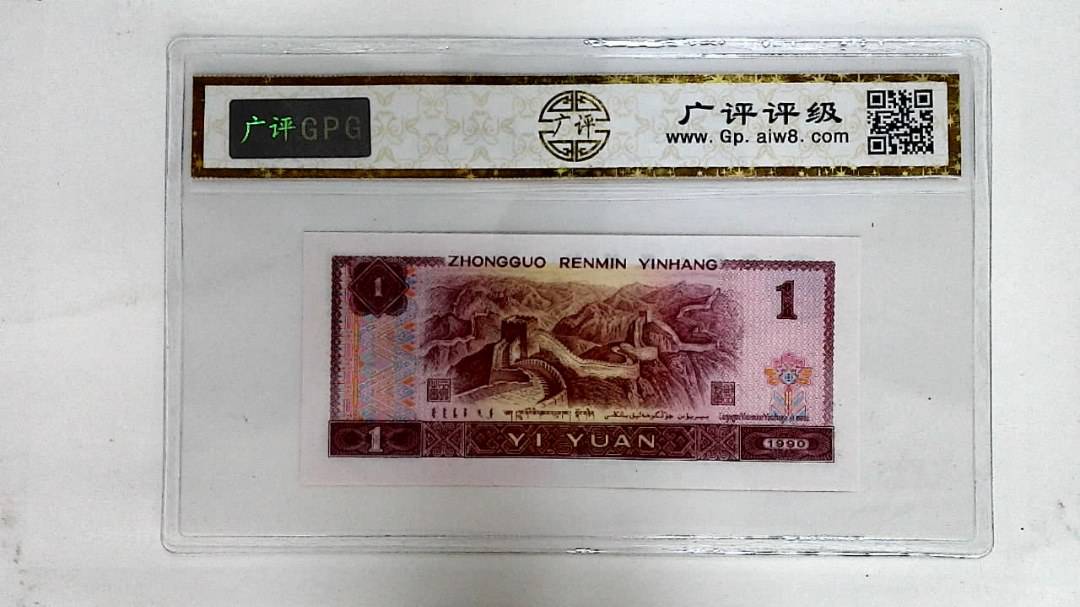 广评GPG
广评
广评评级
www.Gp.aiw8.com
ZHONGGUO RENMIN YINHANG
1
1
1
YI YUAN
1990